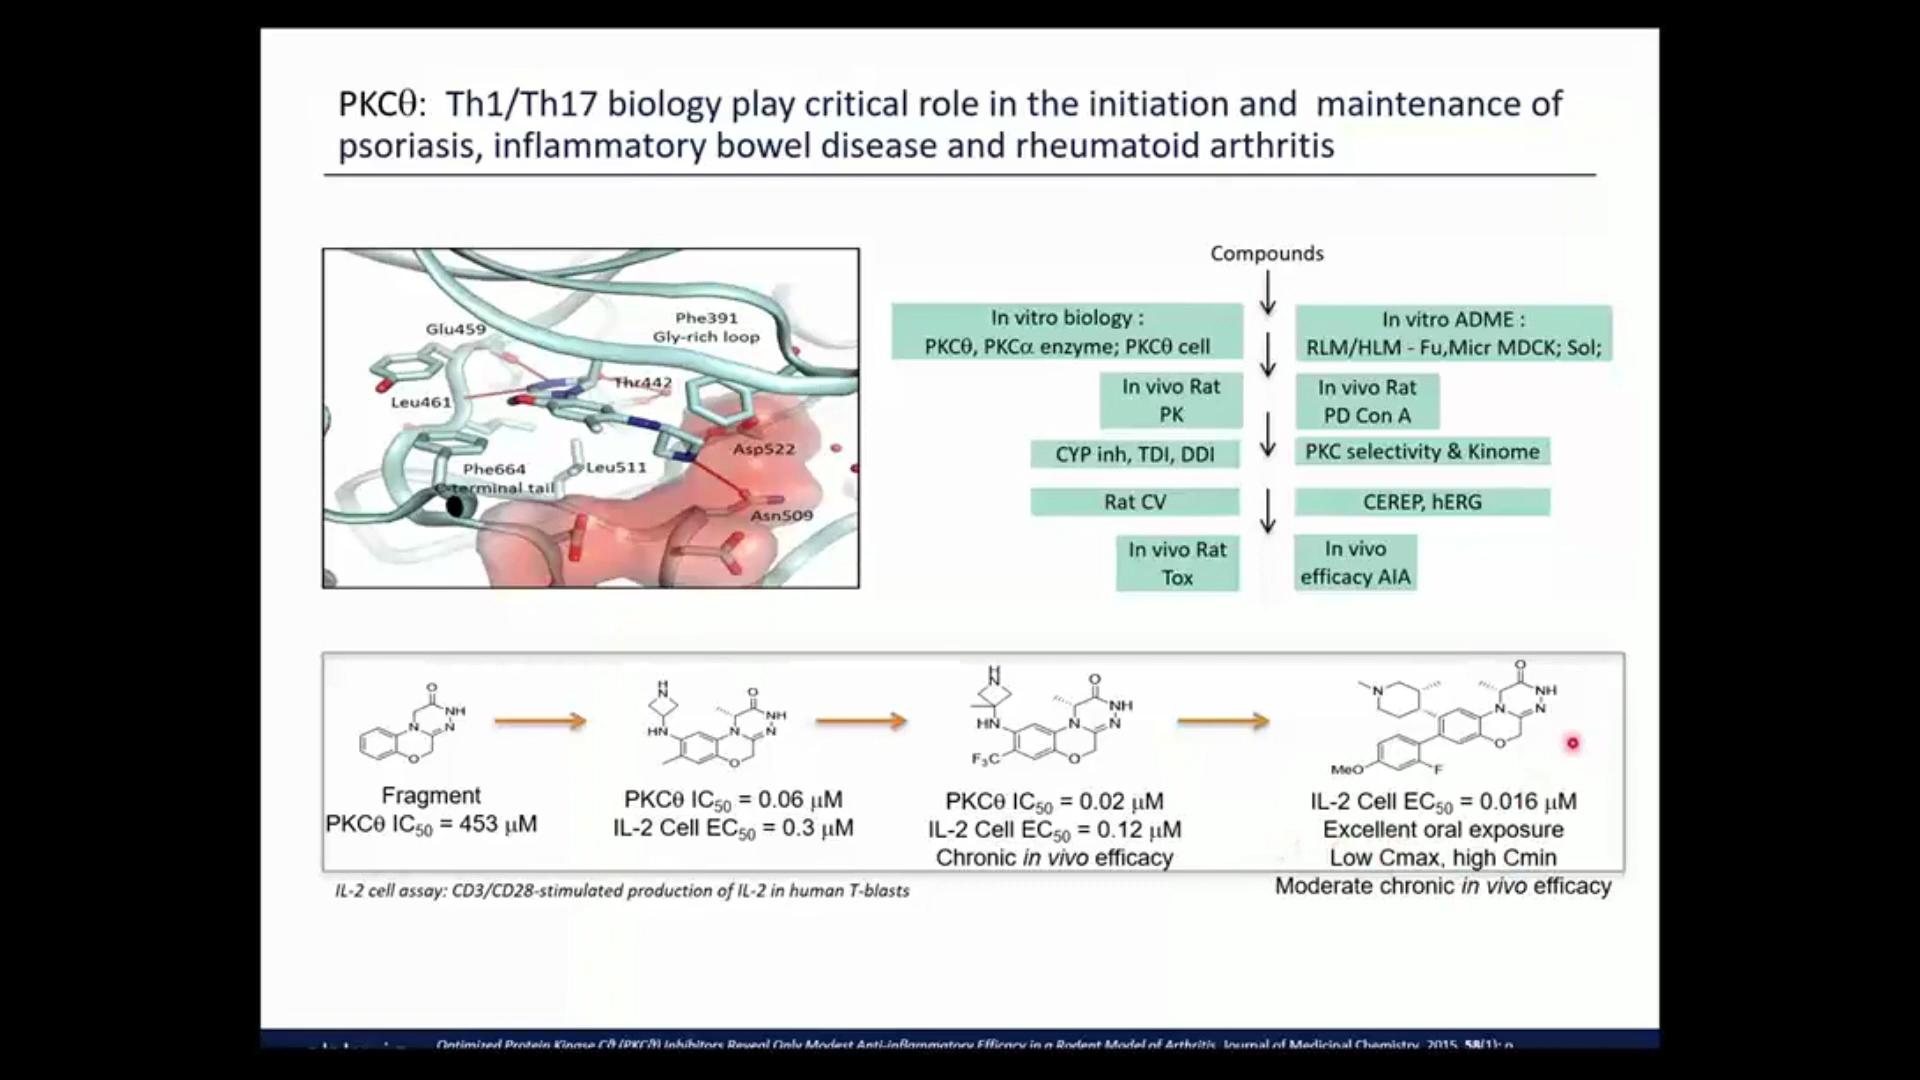 PKCθ: Th1/Th17 biology play critical role in the initiation and maintenance of
psoriasis, inflammatory bowel disease and rheumatoid arthritis
Glu459
Phe391
Gly-rich loop
Thr442
Leu461
Asp522
Phe664
C-terminal tail
Leu511
Asn509
Compounds
In vitro biology :
PKCθ, PKCα enzyme; PKCθ cell
In vitro ADME :
RLM/HLM - Fu,Micr MDCK; Sol;
In vivo Rat
PK
In vivo Rat
PD Con A
CYP inh, TDI, DDI
PKC selectivity & Kinome
Rat CV
CEREP, hERG
In vivo Rat
Tox
In vivo
efficacy AIA
O
N
NH
N
O
Fragment
PKCθ IC50 = 453 µM
H
N
HN
O
N
NH
N
O
PKCθ IC50 = 0.06 µM
IL-2 Cell EC50 = 0.3 µM
H
N
HN
F3C
O
N
NH
N
O
PKCθ IC50 = 0.02 µM
IL-2 Cell EC50 = 0.12 µM
Chronic in vivo efficacy
N
O
N
NH
N
O
MeO
F
IL-2 Cell EC50 = 0.016 µM
Excellent oral exposure
Low Cmax, high Cmin
Moderate chronic in vivo efficacy
IL-2 cell assay: CD3/CD28-stimulated production of IL-2 in human T-blasts
Optimized Protein Kinase Cθ (PKCθ) Inhibitors Reveal Only Modest Anti-inflammatory Efficacy in a Rodent Model of Arthritis. Journal of Medicinal Chemistry, 2015, 58(1): p